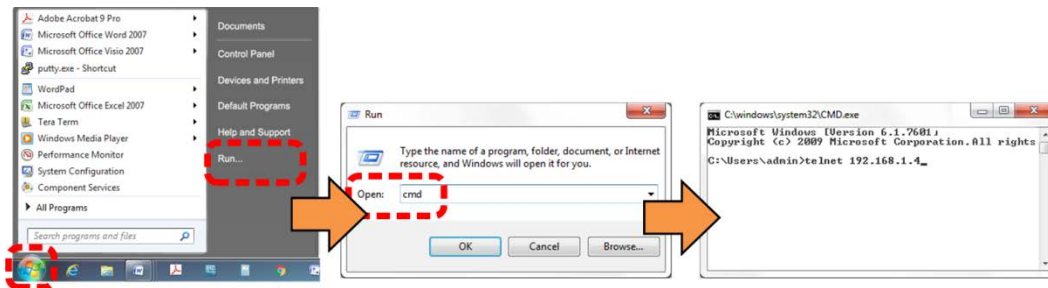 Adobe Acrobat 9 Pro
Microsoft Office Word 2007
Microsoft Office Visio 2007
putty.exe - Shortcut
WordPad
Microsoft Office Excel 2007
Tera Term
Windows Media Player
Performance Monitor
System Configuration
Component Services
All Programs
Search programs and files
Documents
Control Panel
Devices and Printers
Default Programs
Help and Support
Run...
Run
Type the name of a program, folder, document, or Internet
resource, and Windows will open it for you.
Open: cmd
OK Cancel Browse...
C:\windows\system32\CMD.exe
Microsoft Windows [Version 6.1.7601]
Copyright (c) 2009 Microsoft Corporation.All rights
C:\Users\admin>telnet 192.168.1.4_